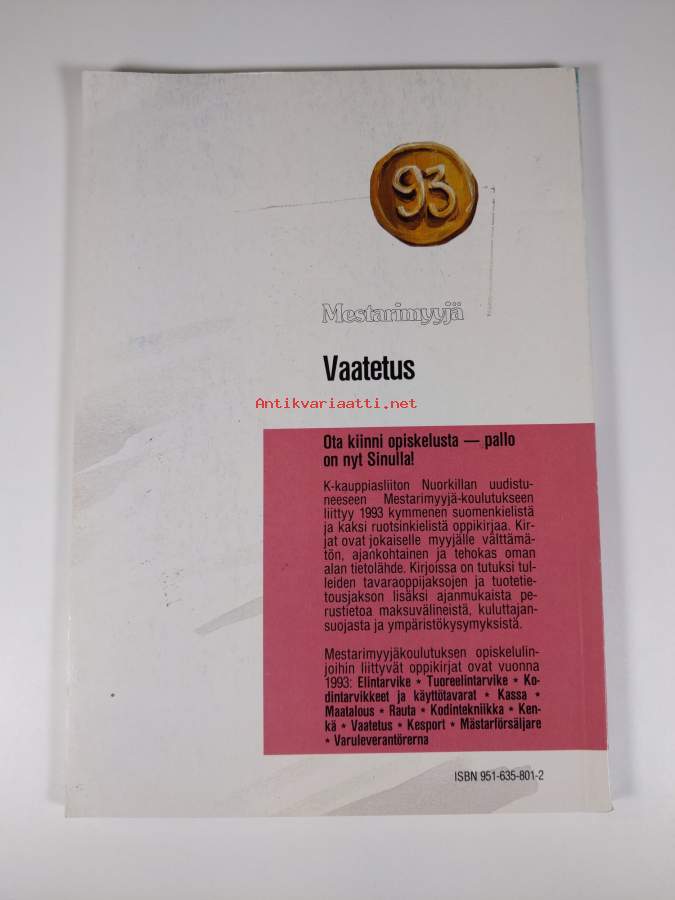 93
Mestarimyyjä
Vaatetus
Antikvariaatti.net
Ota kiinni opiskelusta — pallo
on nyt Sinulla!
K-kauppiasliiton Nuorkillan uudistu-
neeseen Mestarimyyjä-koulutukseen
liittyy 1993 kymmenen suomenkielistä
ja kaksi ruotsinkielistä oppikirjaa. Kir-
jat ovat jokaiselle myyjälle välttämä-
tön, ajankohtainen ja tehokas oman
alan tietolähde. Kirjoissa on tutuksi tul-
leiden tavaraoppijaksojen ja tuotetie-
tousjakson lisäksi ajanmukaista pe-
rustietoa maksuvälineistä, kuluttajan-
suojasta ja ympäristökysymyksistä.
Mestarimyyjäkoulutuksen opiskelulin-
joihin liittyvät oppikirjat ovat vuonna
1993: Elintarvike * Tuoreelintarvike * Ko-
dintarvikkeet ja käyttötavarat * Kassa *
Maatalous * Rauta * Kodintekniikka * Ken-
kä * Vaatetus * Kesport * Mästarförsäljare
* Varuleverantörerna
ISBN 951-635-801-2